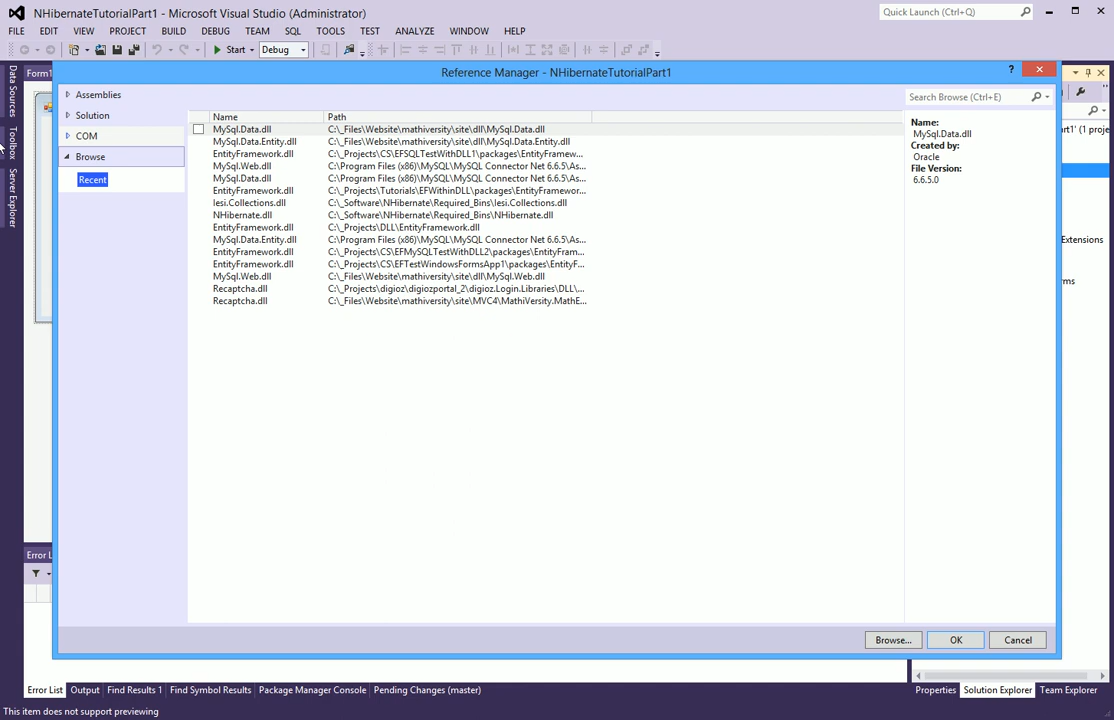 NHibernateTutorialPart1 - Microsoft Visual Studio (Administrator)
Quick Launch (Ctrl+Q)
FILE EDIT VIEW PROJECT BUILD DEBUG TEAM SQL TOOLS TEST ANALYZE WINDOW HELP
Start Debug
Form1
Data Sources
Toolbox
Server Explorer
Reference Manager - NHibernateTutorialPart1
?
Assemblies
Solution
COM
Browse
Recent
Search Browse (Ctrl+E)
Name Path
MySql.Data.dll C:\_Files\Website\mathiversity\site\dll\MySql.Data.dll
MySql.Data.Entity.dll C:\_Files\Website\mathiversity\site\dll\MySql.Data.Entity.dll
EntityFramework.dll C:\_Projects\CS\EFSQLTestWithDLL1\packages\EntityFramew...
MySql.Web.dll C:\Program Files (x86)\MySQL\MySQL Connector Net 6.6.5\As...
MySql.Data.dll C:\Program Files (x86)\MySQL\MySQL Connector Net 6.6.5\As...
EntityFramework.dll C:\_Projects\Tutorials\EFWithinDLL\packages\EntityFramewor...
Iesi.Collections.dll C:\_Software\NHibernate\Required_Bins\Iesi.Collections.dll
NHibernate.dll C:\_Software\NHibernate\Required_Bins\NHibernate.dll
EntityFramework.dll C:\_Projects\DLL\EntityFramework.dll
MySql.Data.Entity.dll C:\Program Files (x86)\MySQL\MySQL Connector Net 6.6.5\As...
EntityFramework.dll C:\_Projects\CS\EFMySQLTestWithDLL2\packages\EntityFram...
EntityFramework.dll C:\_Projects\CS\EFTestWindowsFormsApp1\packages\EntityF...
MySql.Web.dll C:\_Files\Website\mathiversity\site\dll\MySql.Web.dll
Recaptcha.dll C:\_Projects\digioz\digiozportal_2\digioz.Login.Libraries\DLL\...
Recaptcha.dll C:\_Files\Website\mathiversity\site\MVC4\MathiVersity.MathE...
Name:
MySql.Data.dll
Created by:
Oracle
File Version:
6.6.5.0
rt1' (1 proje
Extensions
ms
Error L
Browse... OK Cancel
Error List Output Find Results 1 Find Symbol Results Package Manager Console Pending Changes (master)
Properties Solution Explorer Team Explorer
This item does not support previewing